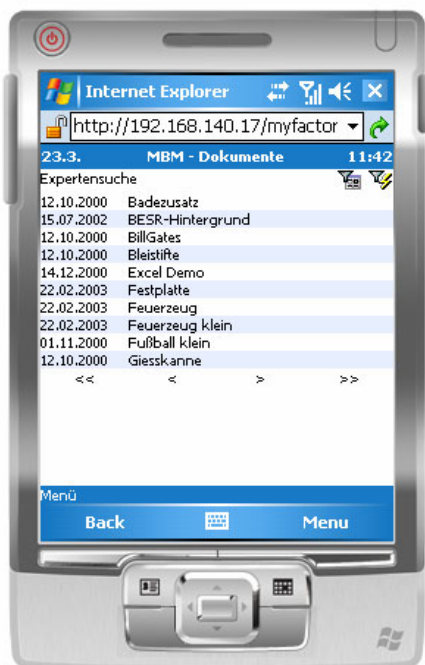 Internet Explorer
http://192.168.140.17/myfactor
23.3. MBM - Dokumente 11:42
Expertensuche
12.10.2000 Badezusatz
15.07.2002 BESR-Hintergrund
12.10.2000 BillGates
12.10.2000 Bleistifte
14.12.2000 Excel Demo
22.02.2003 Festplatte
22.02.2003 Feuerzeug
22.02.2003 Feuerzeug klein
01.11.2000 Fußball klein
12.10.2000 Giesskanne
<< < > >>
Menü
Back Menu